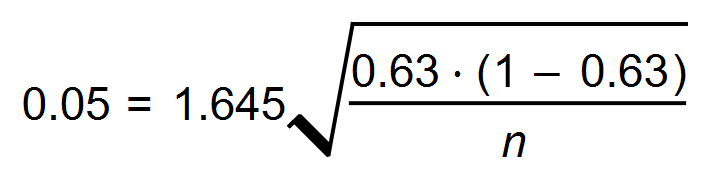 0.05 = 1.645√(0.63 · (1 – 0.63) / n)